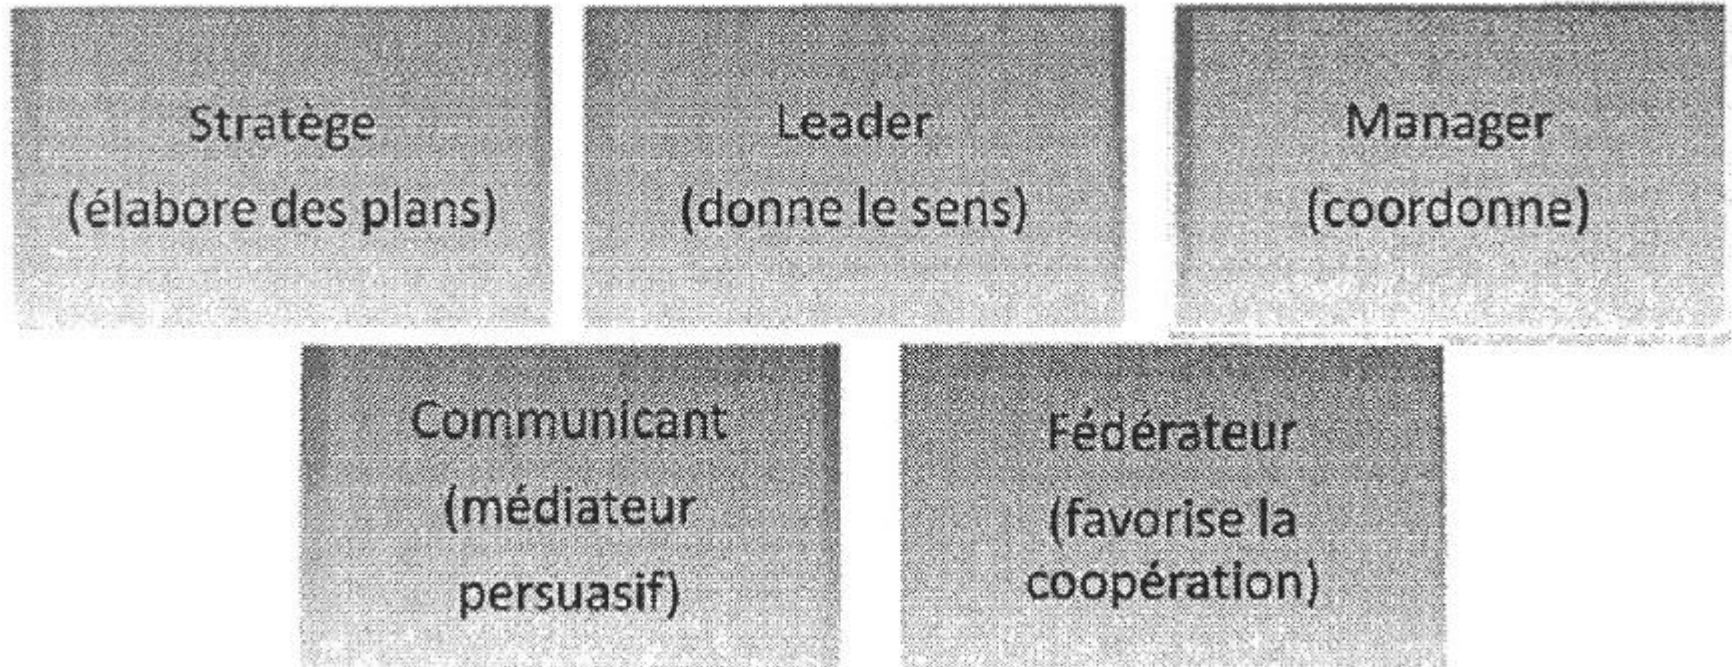 Stratège
(élabore des plans)
Leader
(donne le sens)
Manager
(coordonne)
Communicant
(médiateur
persuasif)
Fédérateur
(favorise la
coopération)